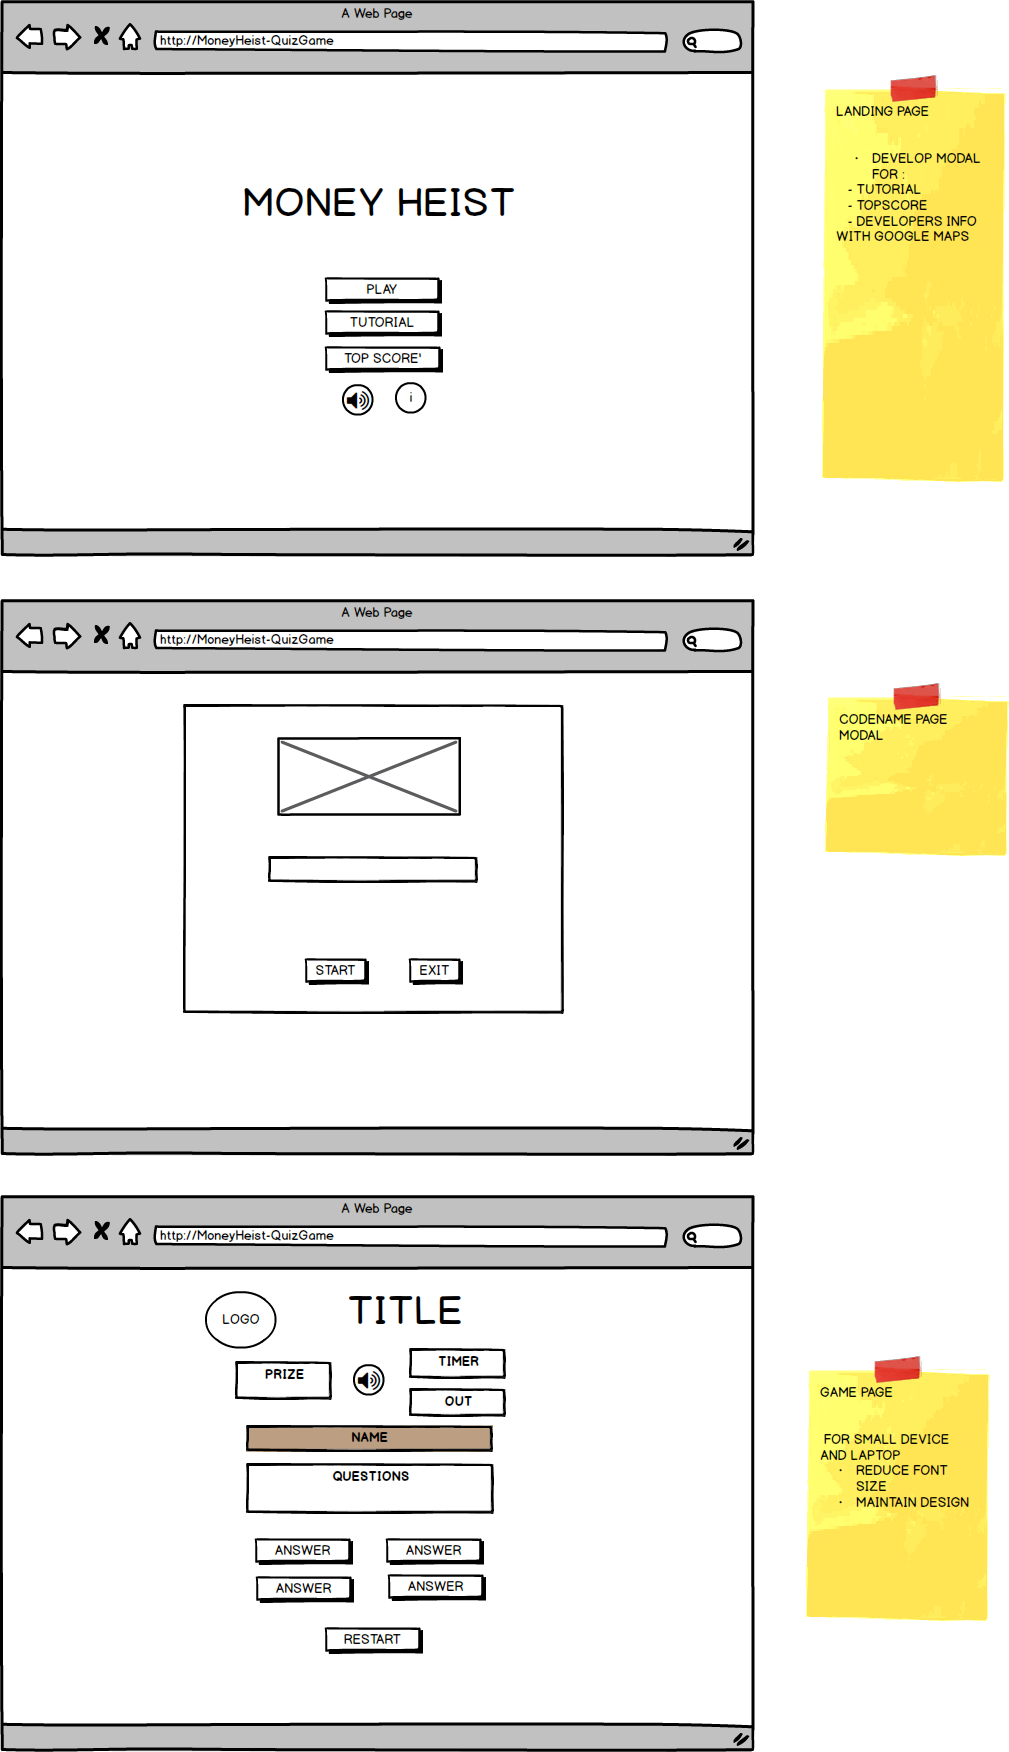 A Web Page
http://MoneyHeist-QuizGame
MONEY HEIST
PLAY
TUTORIAL
TOP SCORE'
i
LANDING PAGE
· DEVELOP MODAL
FOR :
- TUTORIAL
- TOPSCORE
- DEVELOPERS INFO
WITH GOOGLE MAPS
A Web Page
http://MoneyHeist-QuizGame
START
EXIT
CODENAME PAGE
MODAL
A Web Page
http://MoneyHeist-QuizGame
LOGO
TITLE
PRIZE
TIMER
OUT
NAME
QUESTIONS
ANSWER
ANSWER
ANSWER
ANSWER
RESTART
GAME PAGE
FOR SMALL DEVICE
AND LAPTOP
· REDUCE FONT
SIZE
· MAINTAIN DESIGN